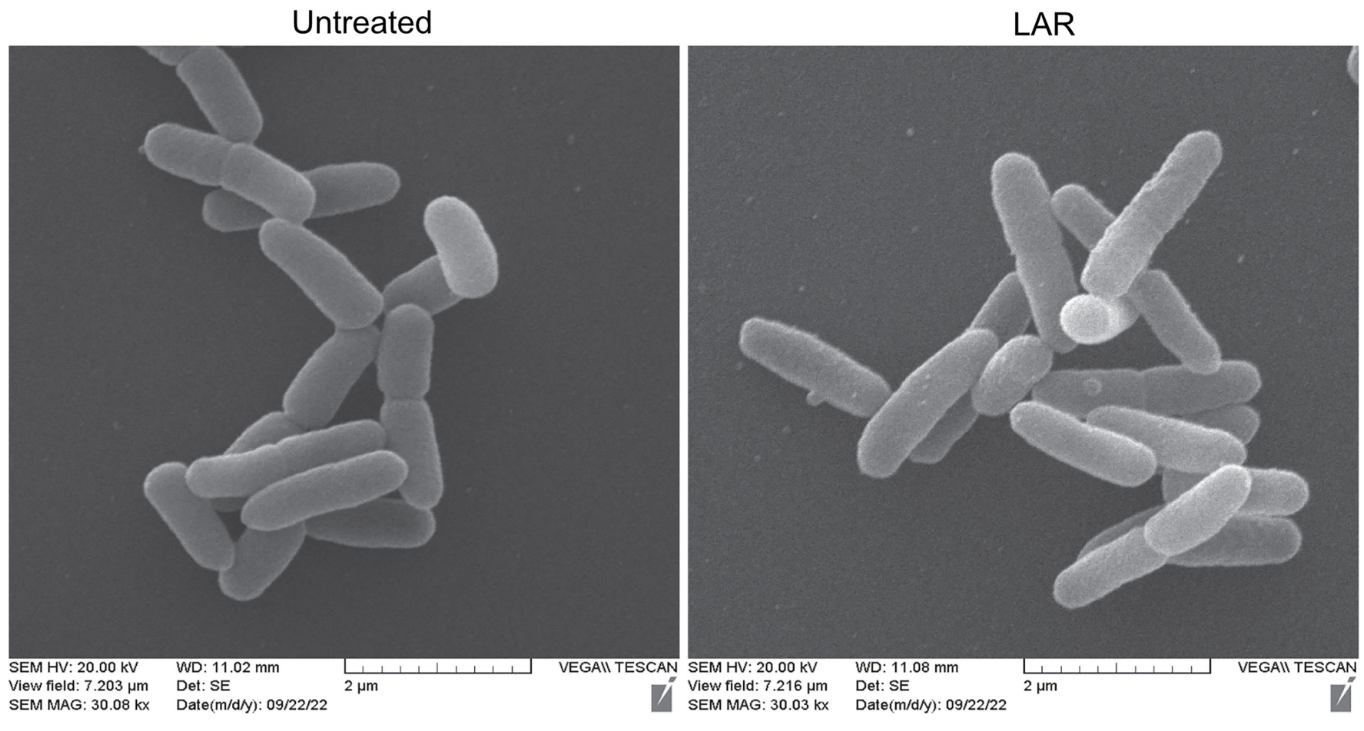 Untreated
LAR
SEM HV: 20.00 kV WD: 11.02 mm 2 µm VEGA\\ TESCAN
View field: 7.203 µm Det: SE
SEM MAG: 30.08 kx Date(m/d/y): 09/22/22
SEM HV: 20.00 kV WD: 11.08 mm 2 µm VEGA\\ TESCAN
View field: 7.216 µm Det: SE
SEM MAG: 30.03 kx Date(m/d/y): 09/22/22